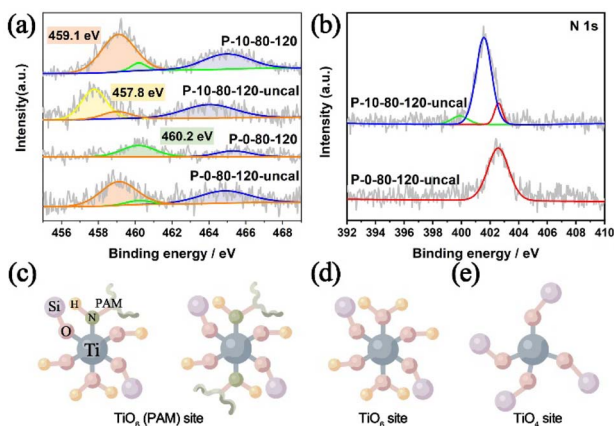 (a)
459.1 eV
P-10-80-120
457.8 eV
P-10-80-120-uncal
460.2 eV
P-0-80-120
P-0-80-120-uncal
Intensity(a.u.)
456 458 460 462 464 466 468
Binding energy / eV
(b)
N 1s
P-10-80-120-uncal
P-0-80-120-uncal
Intensity(a.u.)
392 394 396 398 400 402 404 406 408 410
Binding energy / eV
(c)
Si H PAM
N
O
Ti
TiO6 (PAM) site
(d)
TiO6 site
(e)
TiO4 site